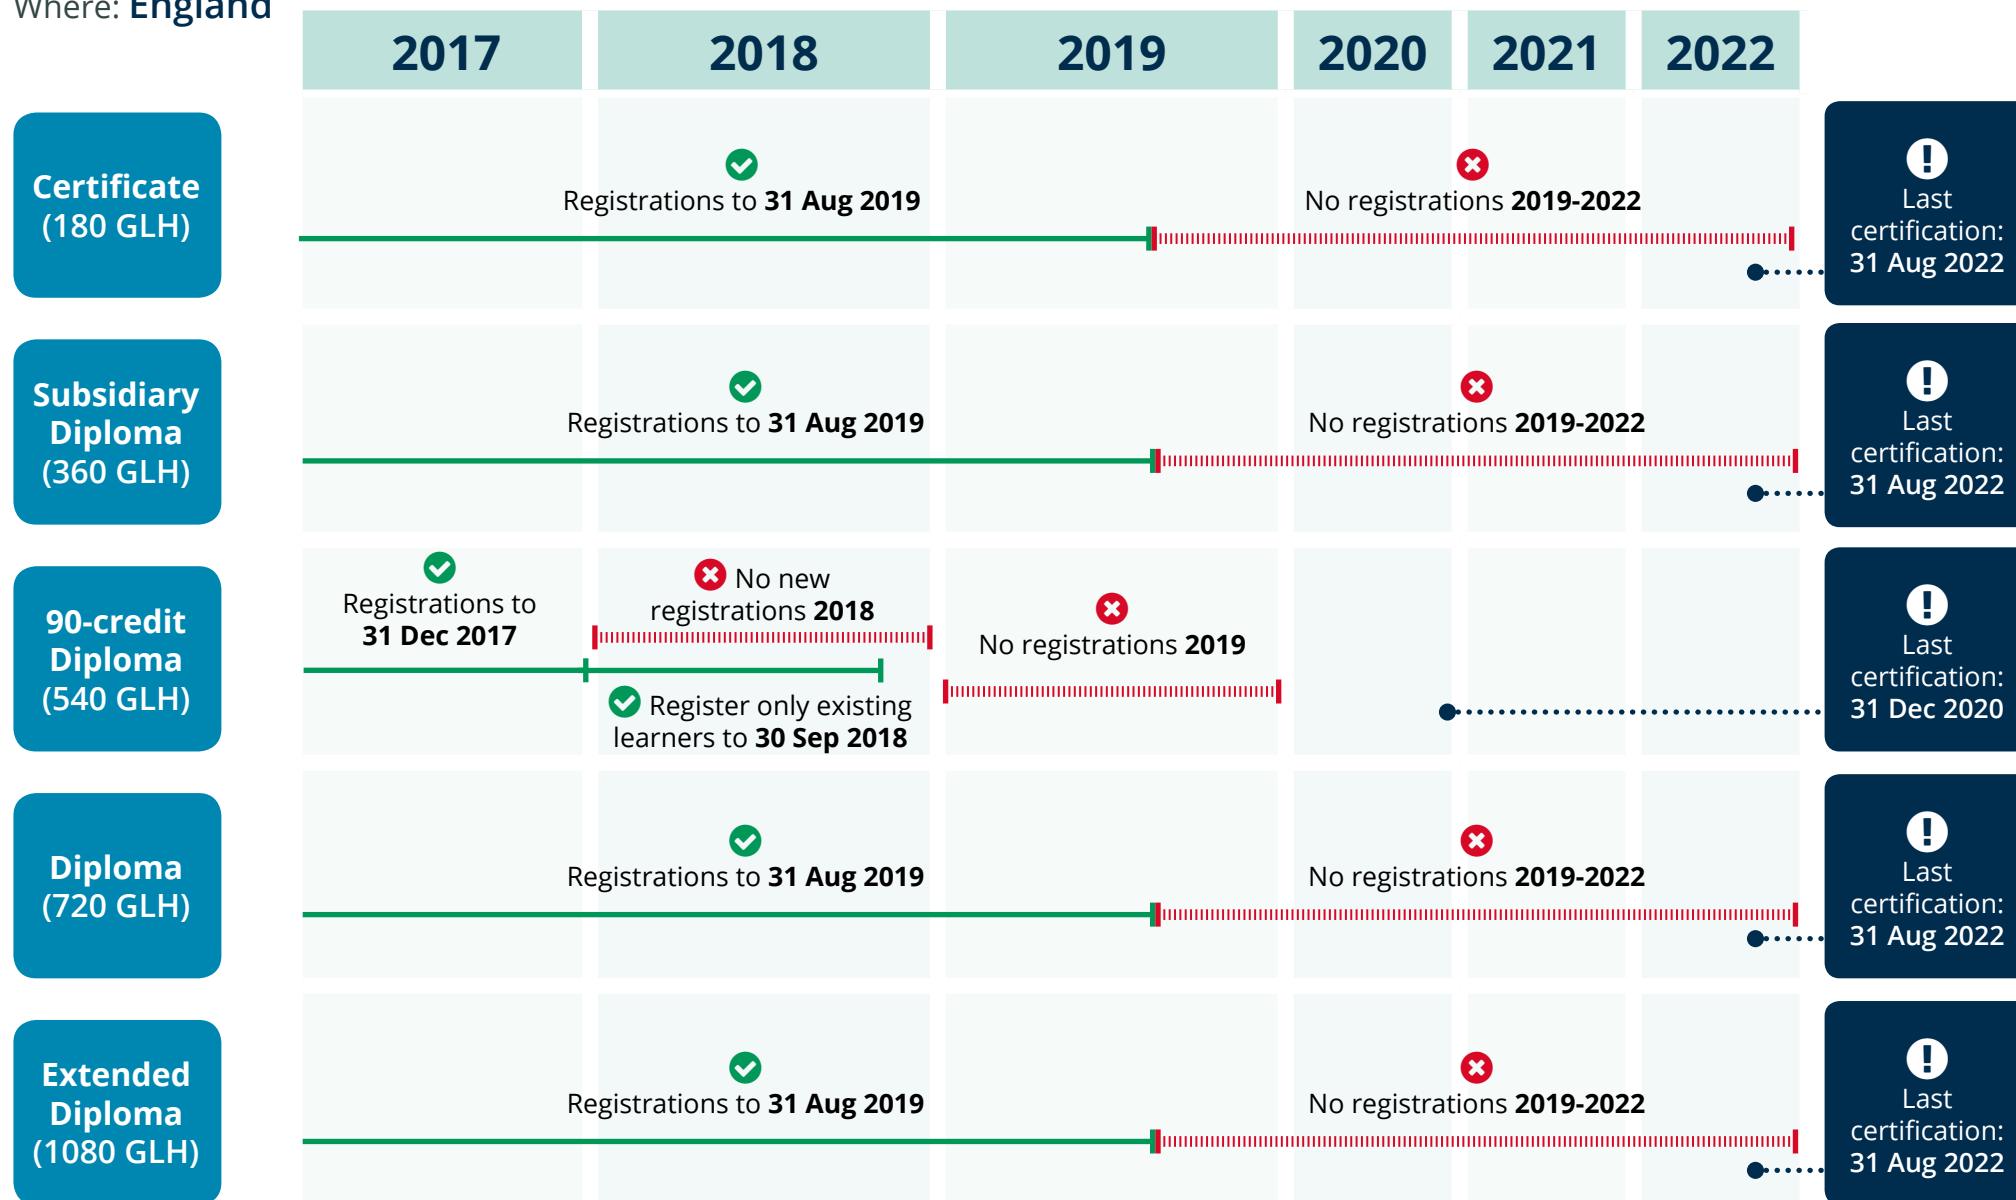 Where: England
2017 2018 2019 2020 2021 2022
Certificate
(180 GLH)
Registrations to 31 Aug 2019
No registrations 2019-2022
Last
certification:
31 Aug 2022
Subsidiary
Diploma
(360 GLH)
Registrations to 31 Aug 2019
No registrations 2019-2022
Last
certification:
31 Aug 2022
90-credit
Diploma
(540 GLH)
Registrations to
31 Dec 2017
No new
registrations 2018
Register only existing
learners to 30 Sep 2018
No registrations 2019
Last
certification:
31 Dec 2020
Diploma
(720 GLH)
Registrations to 31 Aug 2019
No registrations 2019-2022
Last
certification:
31 Aug 2022
Extended
Diploma
(1080 GLH)
Registrations to 31 Aug 2019
No registrations 2019-2022
Last
certification:
31 Aug 2022